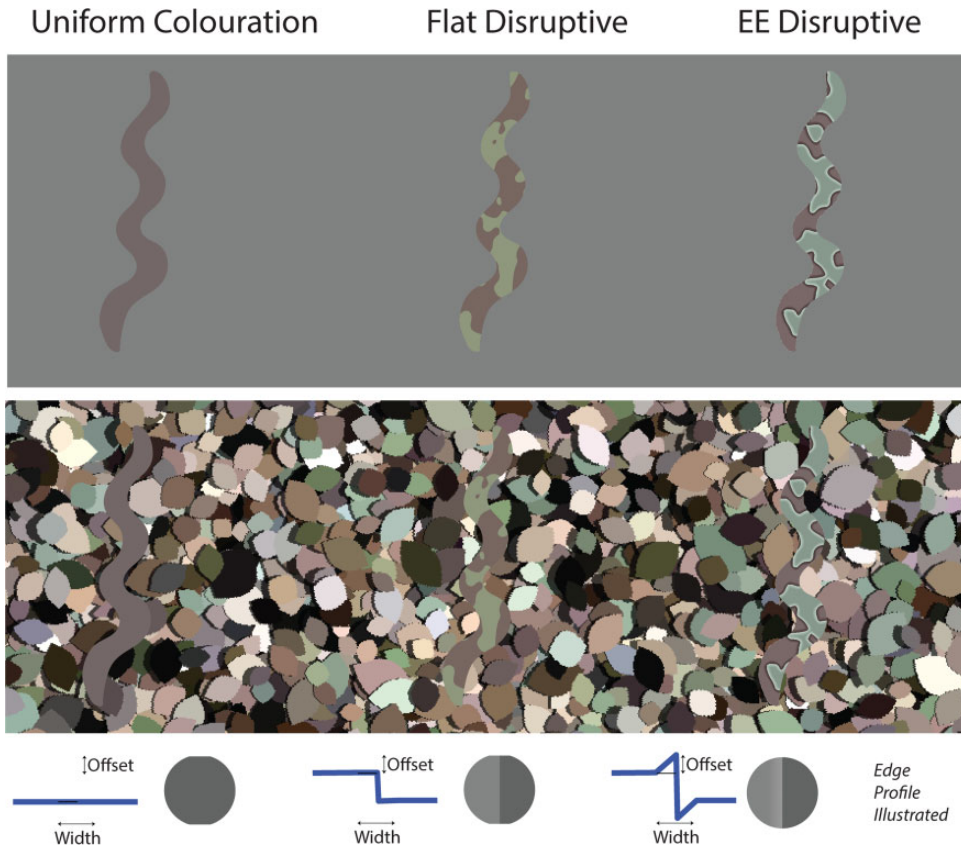 Uniform Colouration
Flat Disruptive
EE Disruptive
Offset
Width
Offset
Width
Offset
Width
Edge
Profile
Illustrated